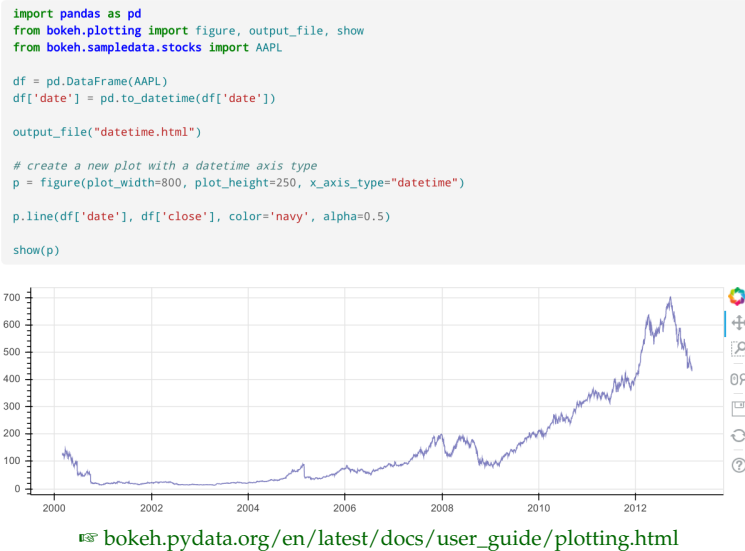 import pandas as pd
from bokeh.plotting import figure, output_file, show
from bokeh.sampledata.stocks import AAPL
df = pd.DataFrame(AAPL)
df['date'] = pd.to_datetime(df['date'])
output_file("datetime.html")
# create a new plot with a datetime axis type
p = figure(plot_width=800, plot_height=250, x_axis_type="datetime")
p.line(df['date'], df['close'], color='navy', alpha=0.5)
show(p)
700
600
500
400
300
200
100
0
2000 2002 2004 2006 2008 2010 2012
☞ bokeh.pydata.org/en/latest/docs/user_guide/plotting.html